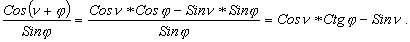 Cos(ν + φ) / Sinφ = Cosν * Cosφ − Sinν * Sinφ / Sinφ = Cosν * Ctgφ − Sinν .